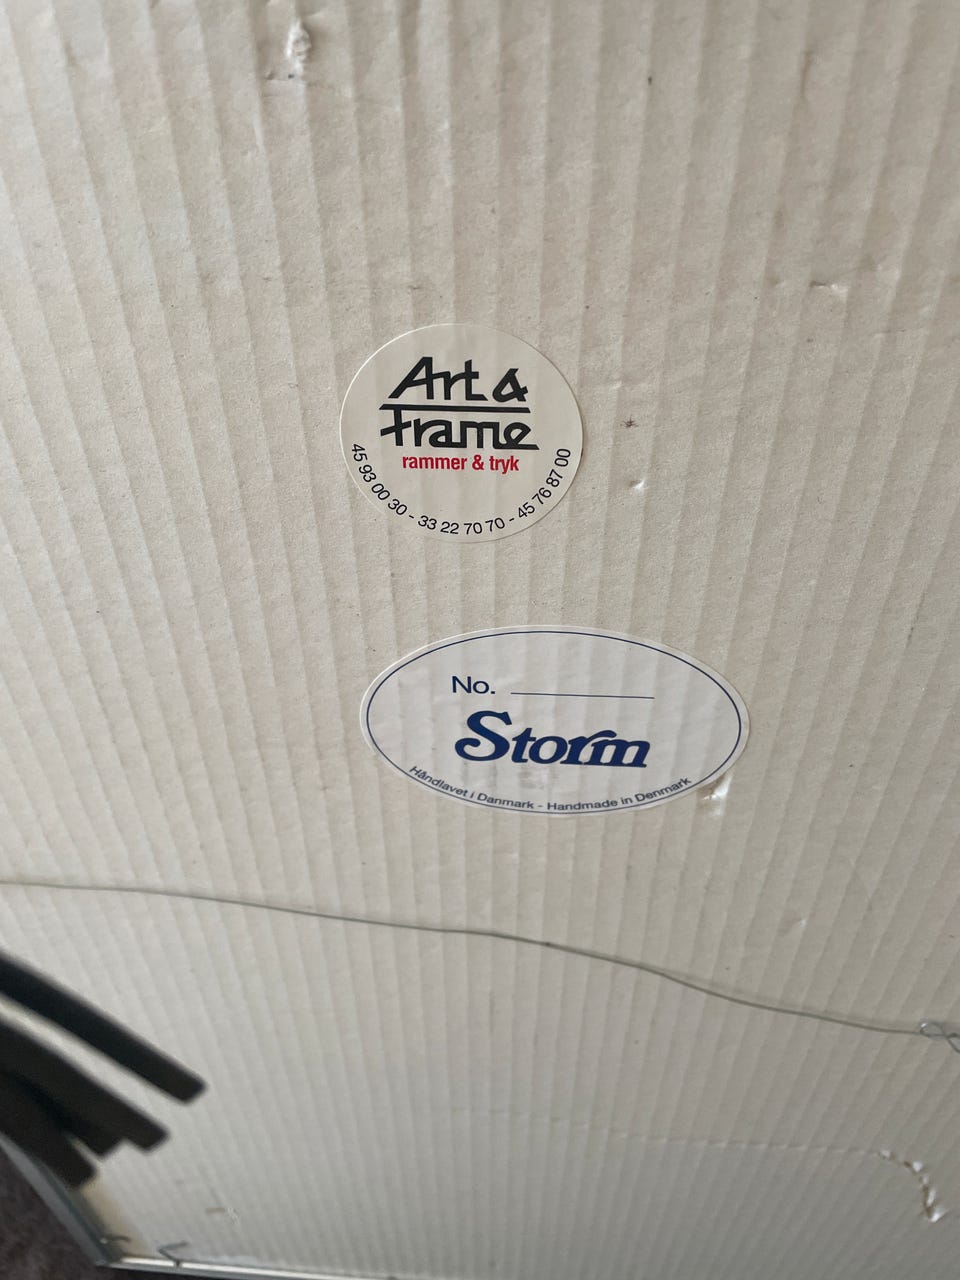 Art &
Frame
rammer & tryk
45 93 00 30 - 33 22 70 70 - 45 76 87 00
No.
Storm
Håndlavet i Danmark - Handmade in Denmark